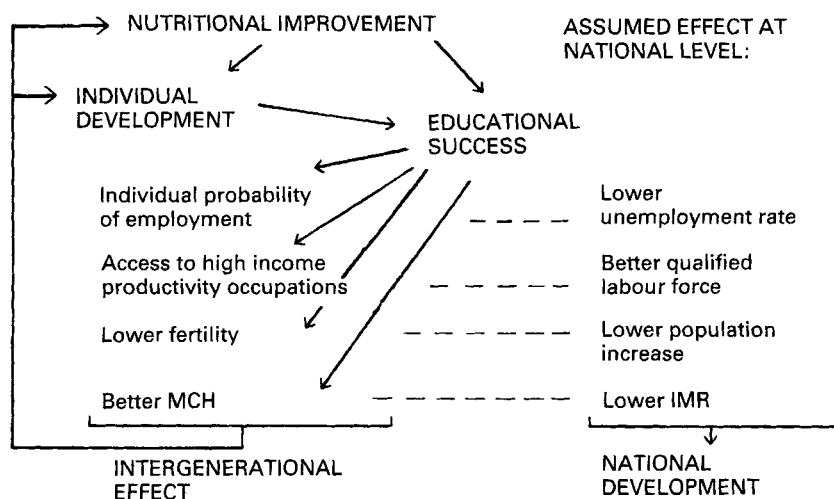 NUTRITIONAL IMPROVEMENT
ASSUMED EFFECT AT
NATIONAL LEVEL:
INDIVIDUAL
DEVELOPMENT
EDUCATIONAL
SUCCESS
Individual probability
of employment
Lower
unemployment rate
Access to high income
productivity occupations
Better qualified
labour force
Lower fertility
Lower population
increase
Better MCH
Lower IMR
INTERGENERATIONAL
EFFECT
NATIONAL
DEVELOPMENT